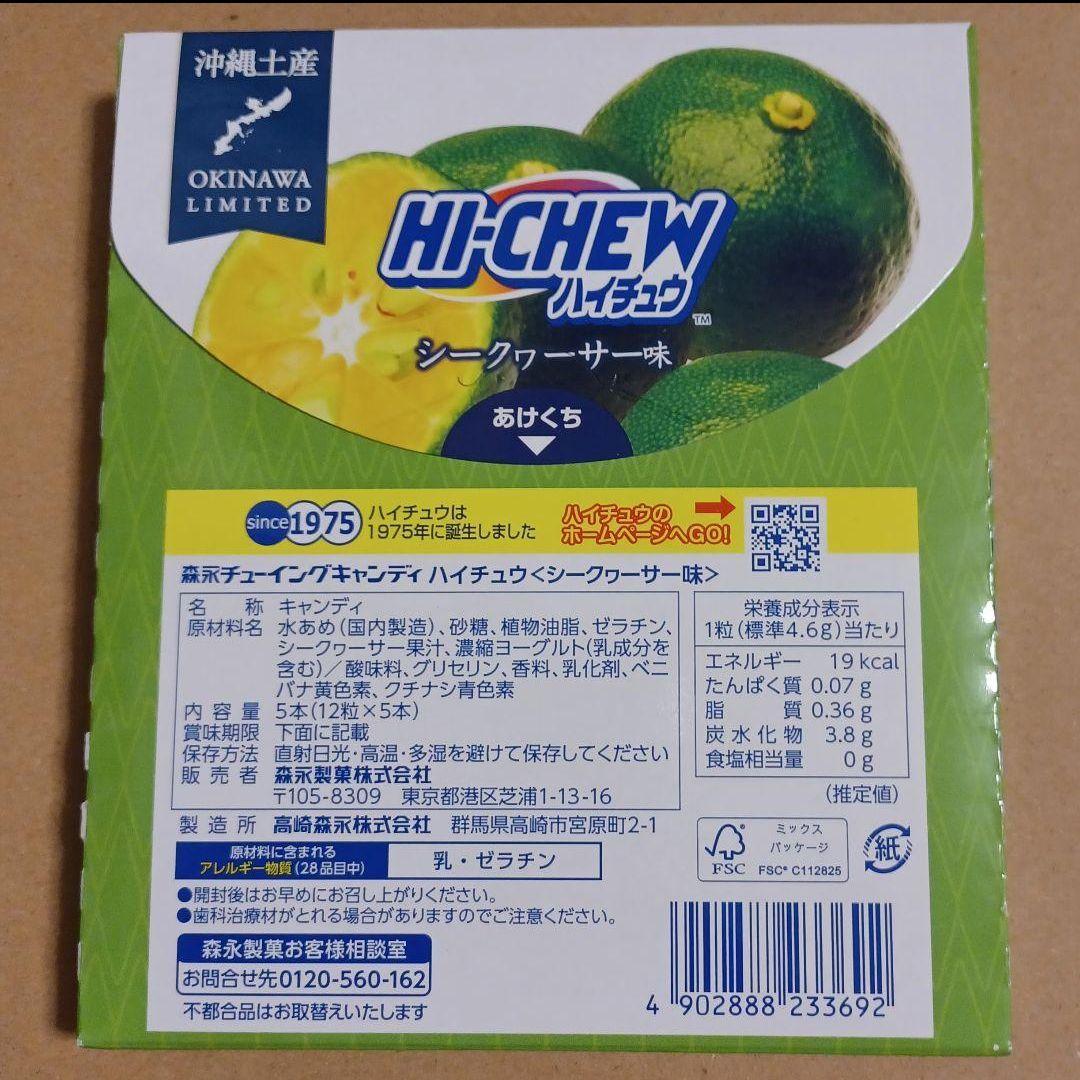 沖縄土産
OKINAWA
LIMITED
HI-CHEW
ハイチュウ
TM
シークヮーサー味
あけくち
since 1975
ハイチュウは
1975年に誕生しました
ハイチュウの
ホームページへGO!
森永チューイングキャンディ ハイチュウ<シークヮーサー味>
名称 キャンディ
原材料名 水あめ(国内製造)、砂糖、植物油脂、ゼラチン、
シークヮーサー果汁、濃縮ヨーグルト(乳成分を
含む)/酸味料、グリセリン、香料、乳化剤、ベニ
バナ黄色素、クチナシ青色素
内容量 5本(12粒×5本)
賞味期限 下面に記載
保存方法 直射日光・高温・多湿を避けて保存してください
販売者 森永製菓株式会社
〒105-8309 東京都港区芝浦1-13-16
製造所 高崎森永株式会社 群馬県高崎市宮原町2-1
栄養成分表示
1粒(標準4.6g)当たり
エネルギー 19kcal
たんぱく質 0.07g
脂質 0.36g
炭水化物 3.8g
食塩相当量 0g
(推定値)
原材料に含まれる
アレルギー物質(28品目中)
乳・ゼラチン
FSC
ミックス
パッケージ
FSC® C112825
紙
●開封後はお早めにお召し上がりください。
●歯科治療材がとれる場合がありますのでご注意ください。
森永製菓お客様相談室
お問合せ先0120-560-162
不都合品はお取替えいたします
4 902888 233692